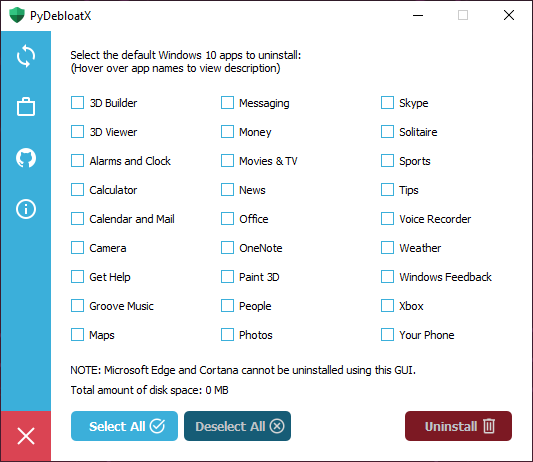 PyDebloatX
Select the default Windows 10 apps to uninstall:
(Hover over app names to view description)
3D Builder
Messaging
Skype
3D Viewer
Money
Solitaire
Alarms and Clock
Movies & TV
Sports
Calculator
News
Tips
Calendar and Mail
Office
Voice Recorder
Camera
OneNote
Weather
Get Help
Paint 3D
Windows Feedback
Groove Music
People
Xbox
Maps
Photos
Your Phone
NOTE: Microsoft Edge and Cortana cannot be uninstalled using this GUI.
Total amount of disk space: 0 MB
Select All
Deselect All
Uninstall